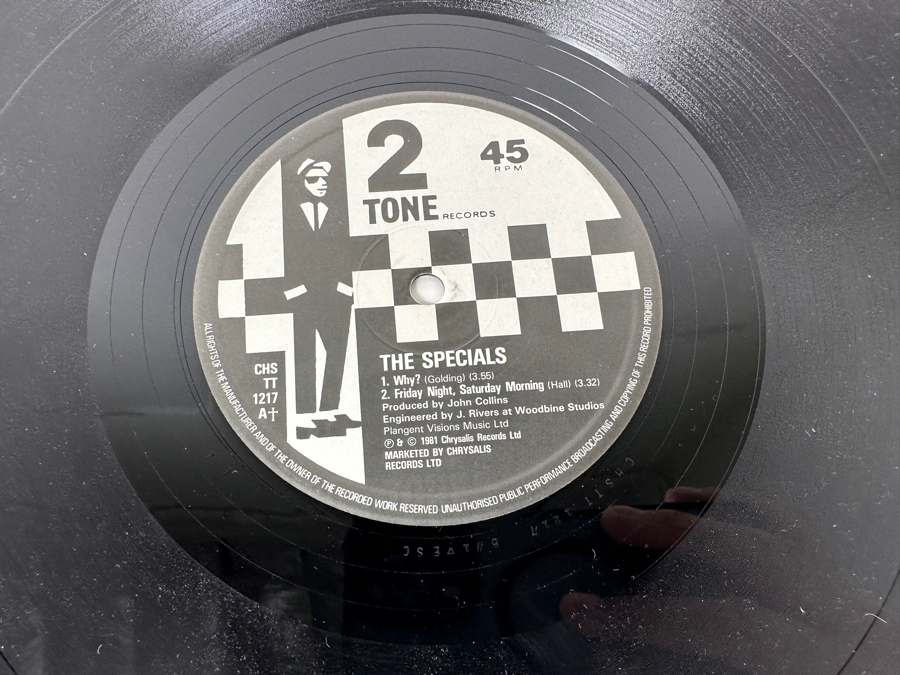 2
TONE RECORDS
45
RPM
CHS
TT
1217
A†
THE SPECIALS
1. Why? (Golding) (3.55)
2. Friday Night, Saturday Morning (Hall) (3.32)
Produced by John Collins
Engineered by J. Rivers at Woodbine Studios
Plangent Visions Music Ltd
Ⓟ & © 1981 Chrysalis Records Ltd
MARKETED BY CHRYSALIS
RECORDS LTD
ALL RIGHTS OF THE MANUFACTURER AND OF THE OWNER OF THE RECORDED WORK RESERVED UNAUTHORISED PUBLIC PERFORMANCE BROADCASTING AND COPYING OF THIS RECORD PROHIBITED